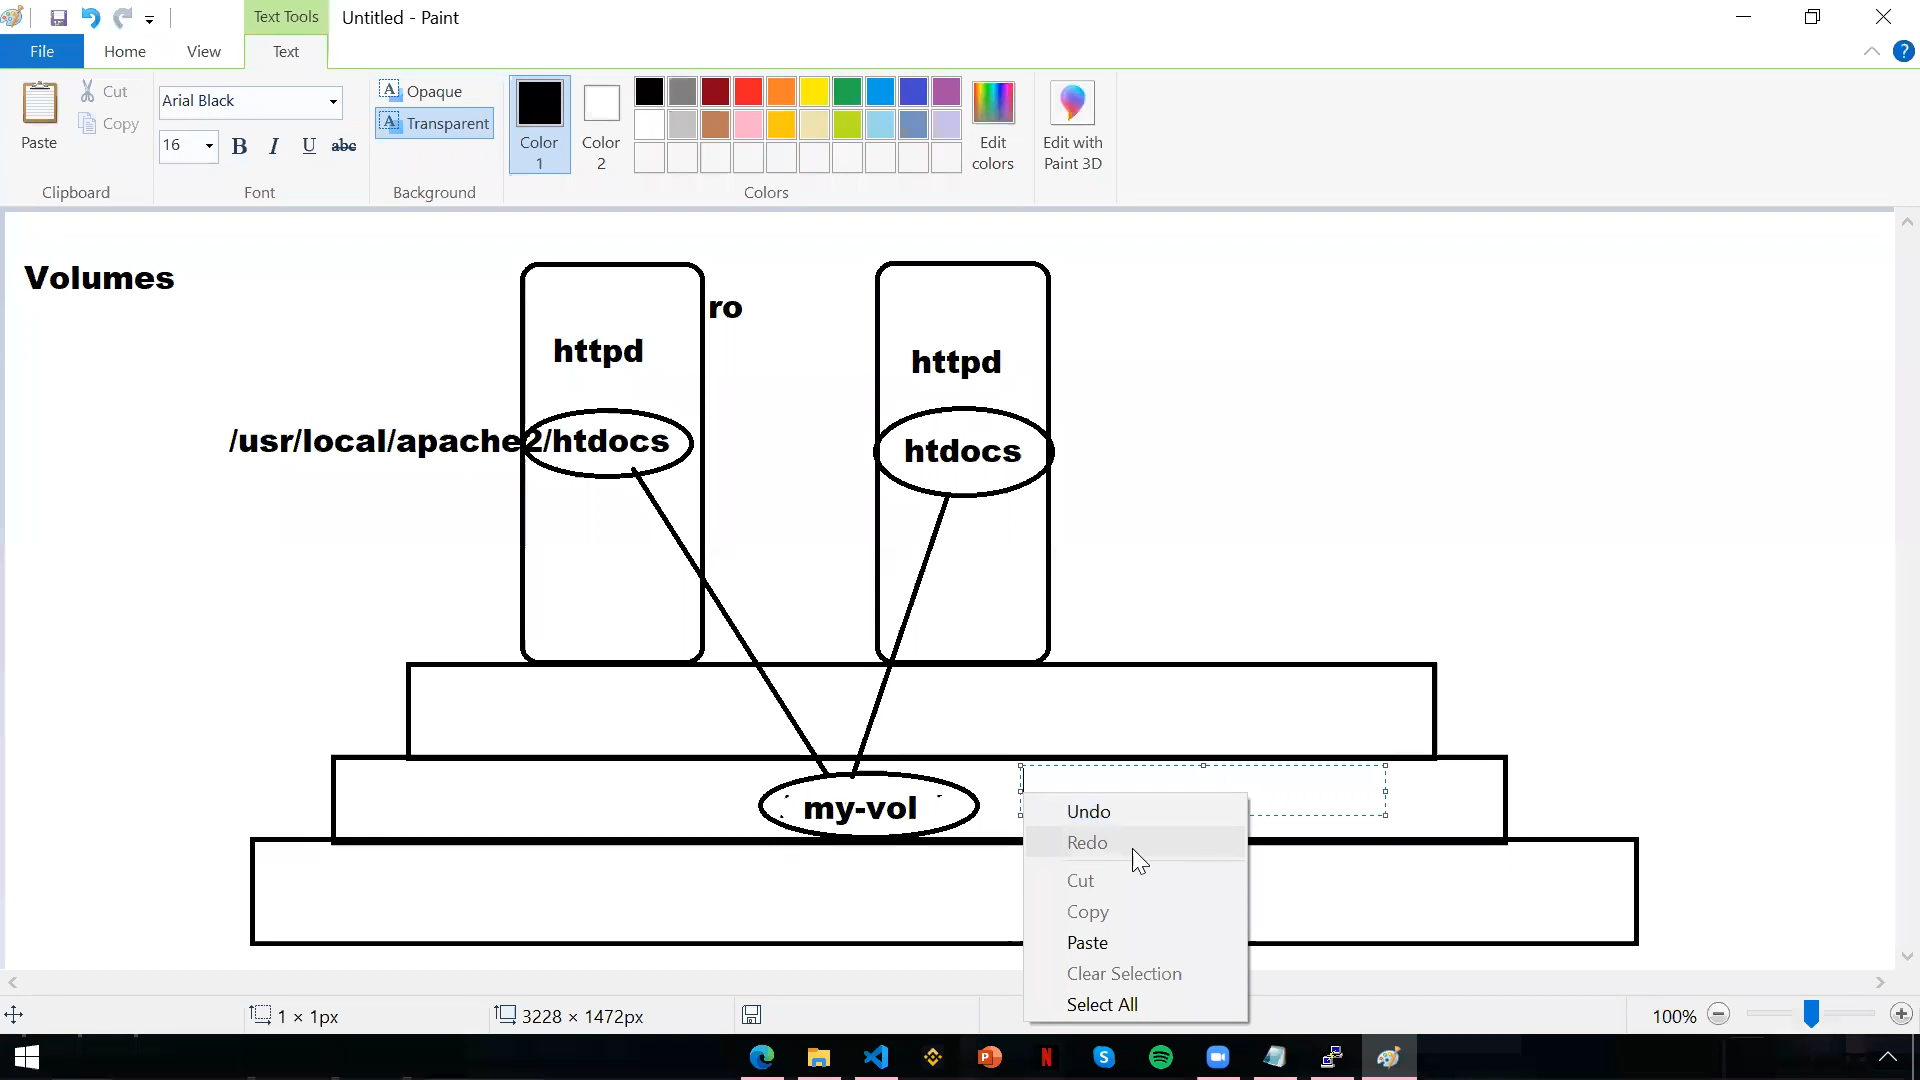 Text Tools
Untitled - Paint
File
Home
View
Text
Paste
Cut
Copy
Clipboard
Arial Black
16
B
I
U
abc
Font
A Opaque
A Transparent
Background
Color 1
Color 2
Edit colors
Colors
Edit with Paint 3D
?
Volumes
ro
httpd
httpd
/usr/local/apache2/htdocs
htdocs
my-vol
Undo
Redo
Cut
Copy
Paste
Clear Selection
Select All
1 × 1px
3228 × 1472px
100%